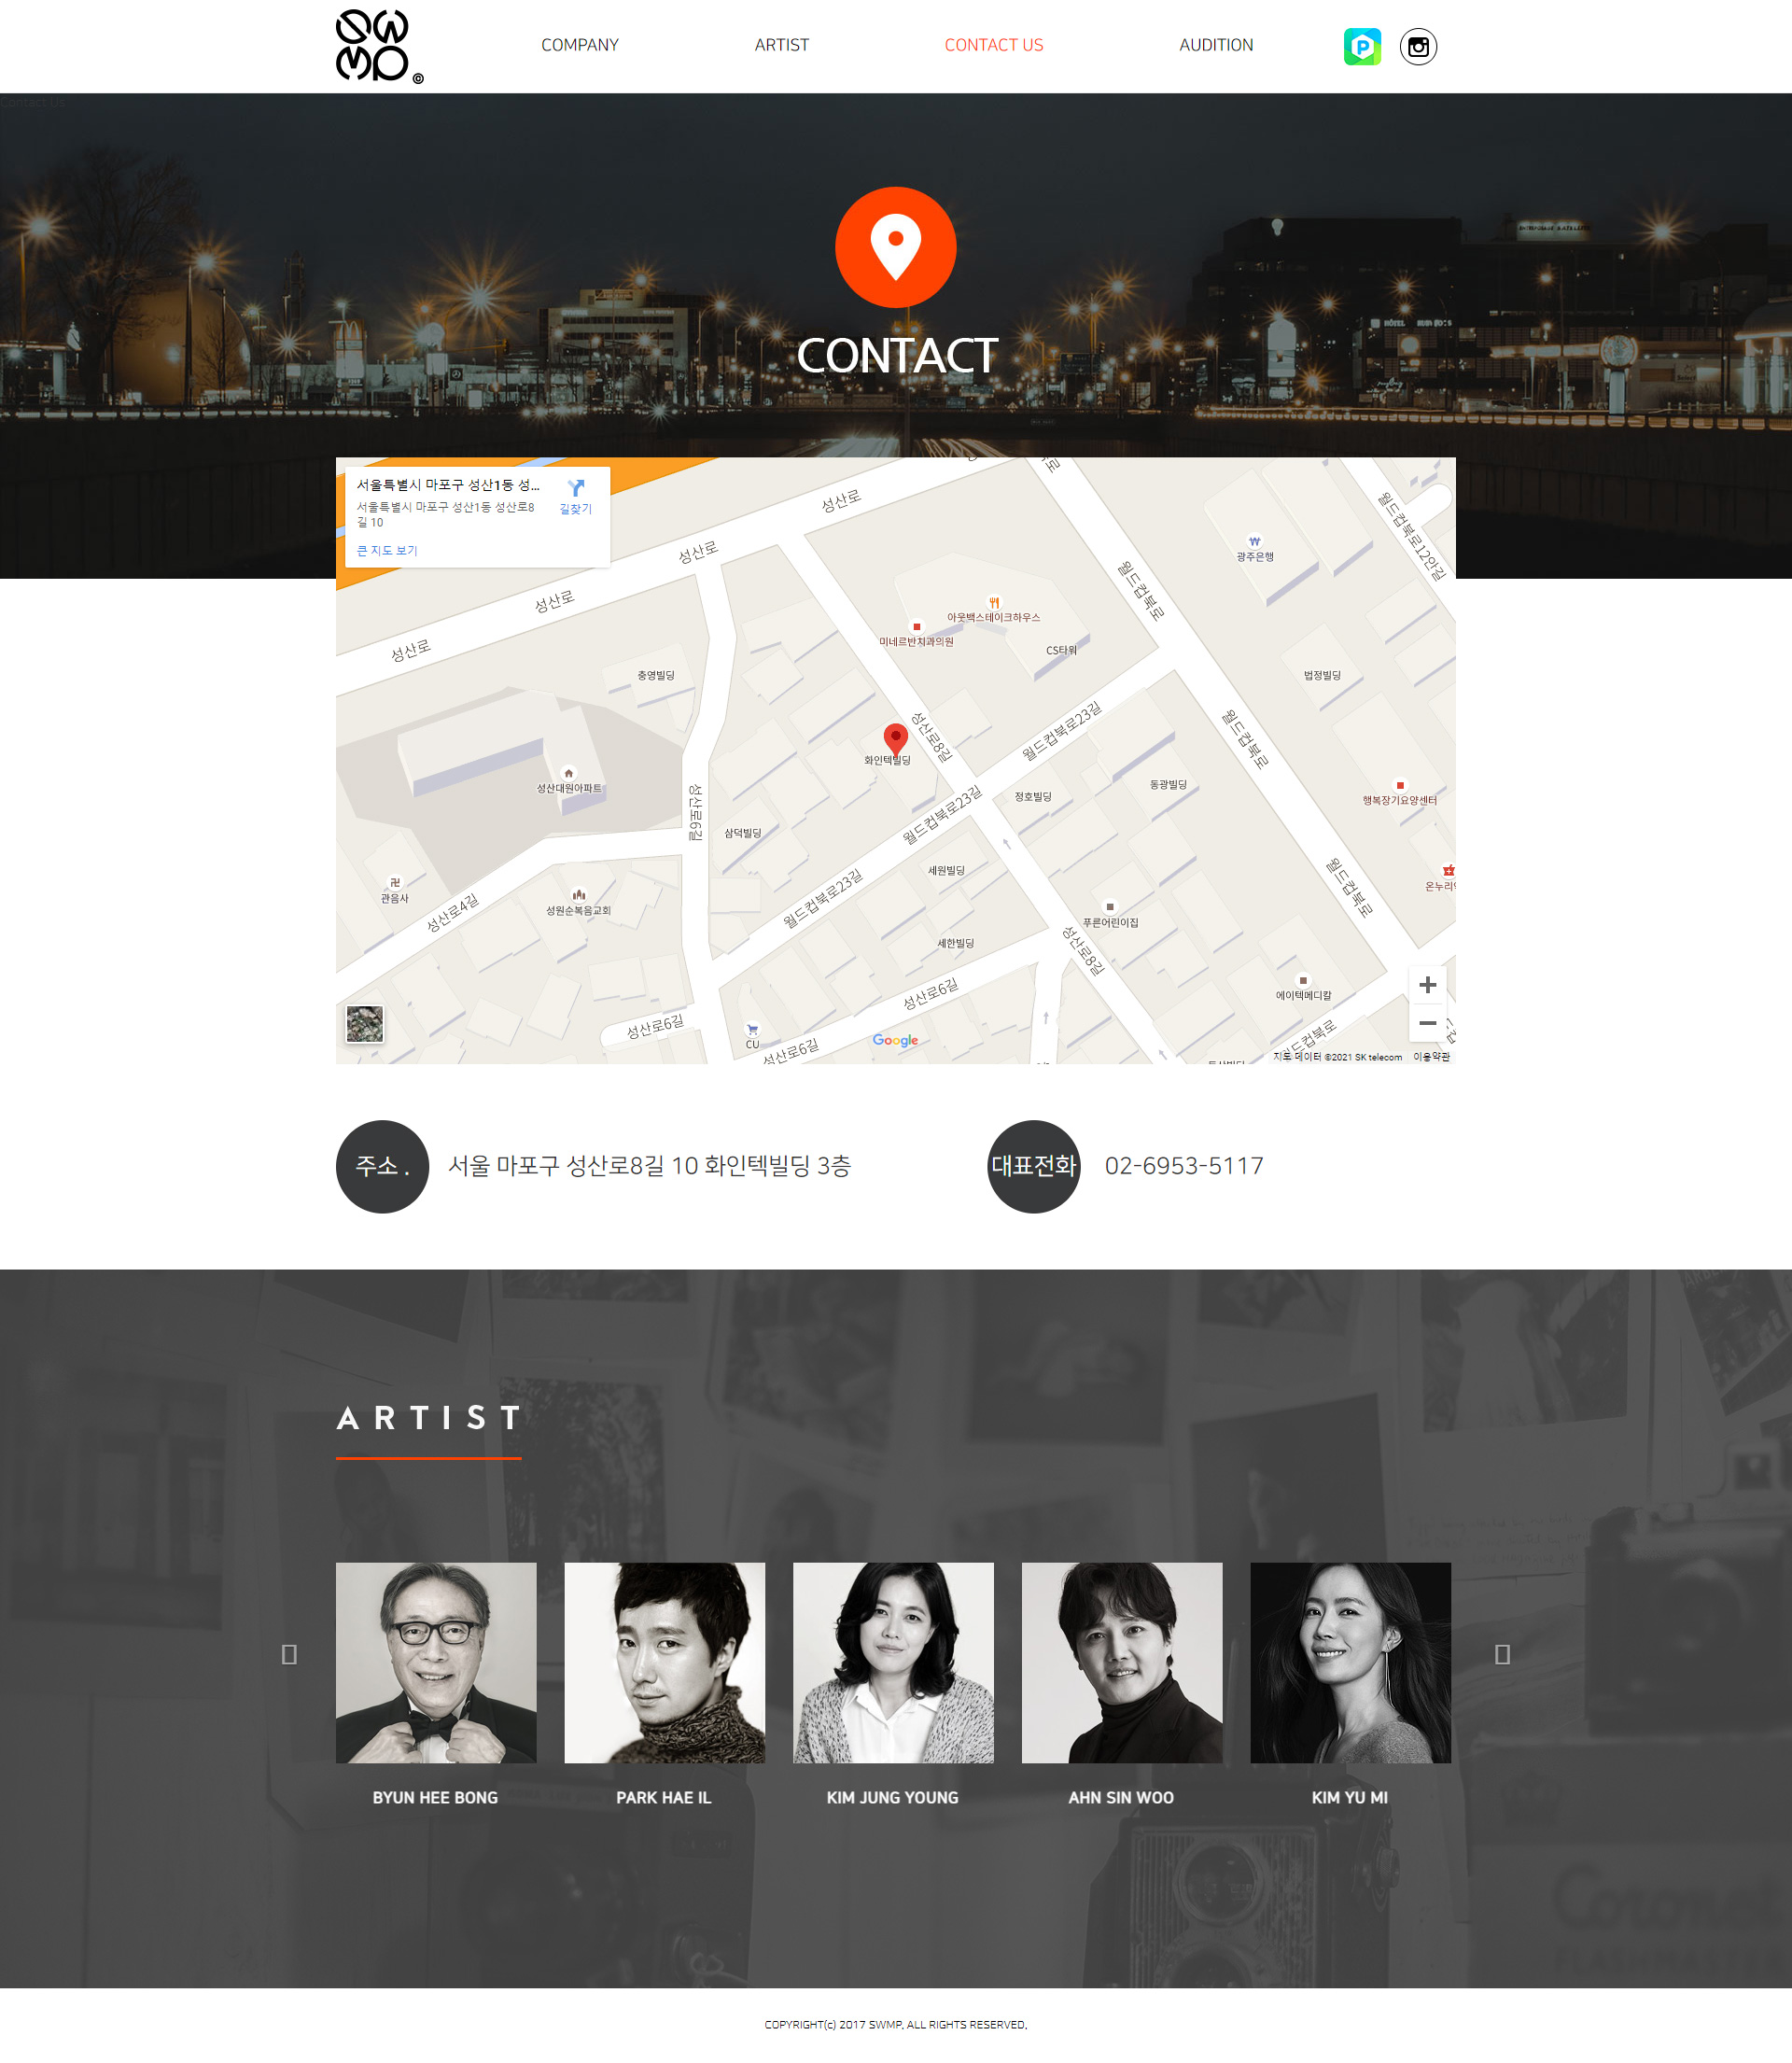 SWMP©
COMPANY
ARTIST
CONTACT US
AUDITION
P
Contact Us
CONTACT
서울특별시 마포구 성산1동 성...
서울특별시 마포구 성산1동 성산로8
길 10
길찾기
큰 지도 보기
성산로
성산로
성산로
성산로
월드컵북로12안길
월드컵북로
월드컵북로
월드컵북로
광주은행
아웃백스테이크하우스
미네르반치과의원
CS타워
충영빌딩
법정빌딩
성산로8길
월드컵북로23길
화인텍빌딩
성산대원아파트
성산로6길
정호빌딩
동광빌딩
행복장기요양센터
월드컵북로23길
삼덕빌딩
세원빌딩
관음사
성산로4길
성원순복음교회
월드컵북로23길
푸른어린이집
세한빌딩
성산로8길
에이텍메디칼
성산로6길
성산로6길
CU
성산로6길
Google
지도 데이터 ©2021 SK telecom
이용약관
주소 .
서울 마포구 성산로8길 10 화인텍빌딩 3층
대표전화
02-6953-5117
ARTIST
BYUN HEE BONG
PARK HAE IL
KIM JUNG YOUNG
AHN SIN WOO
KIM YU MI
Coronet
FLASHMASTER
COPYRIGHT(c) 2017 SWMP. ALL RIGHTS RESERVED.